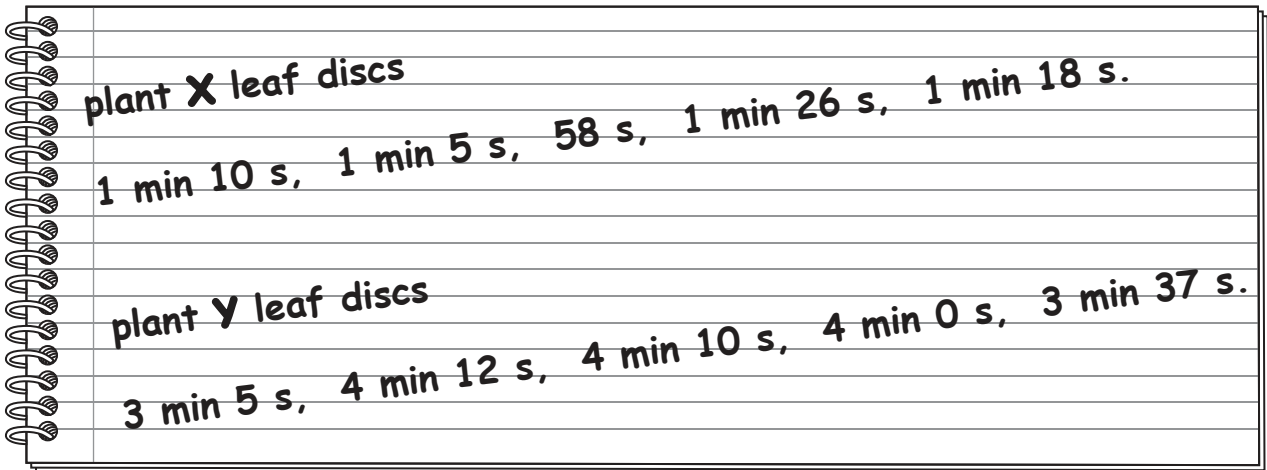 plant X leaf discs
1 min 10 s, 1 min 5 s, 58 s, 1 min 26 s, 1 min 18 s.
plant Y leaf discs
3 min 5 s, 4 min 12 s, 4 min 10 s, 4 min 0 s, 3 min 37 s.